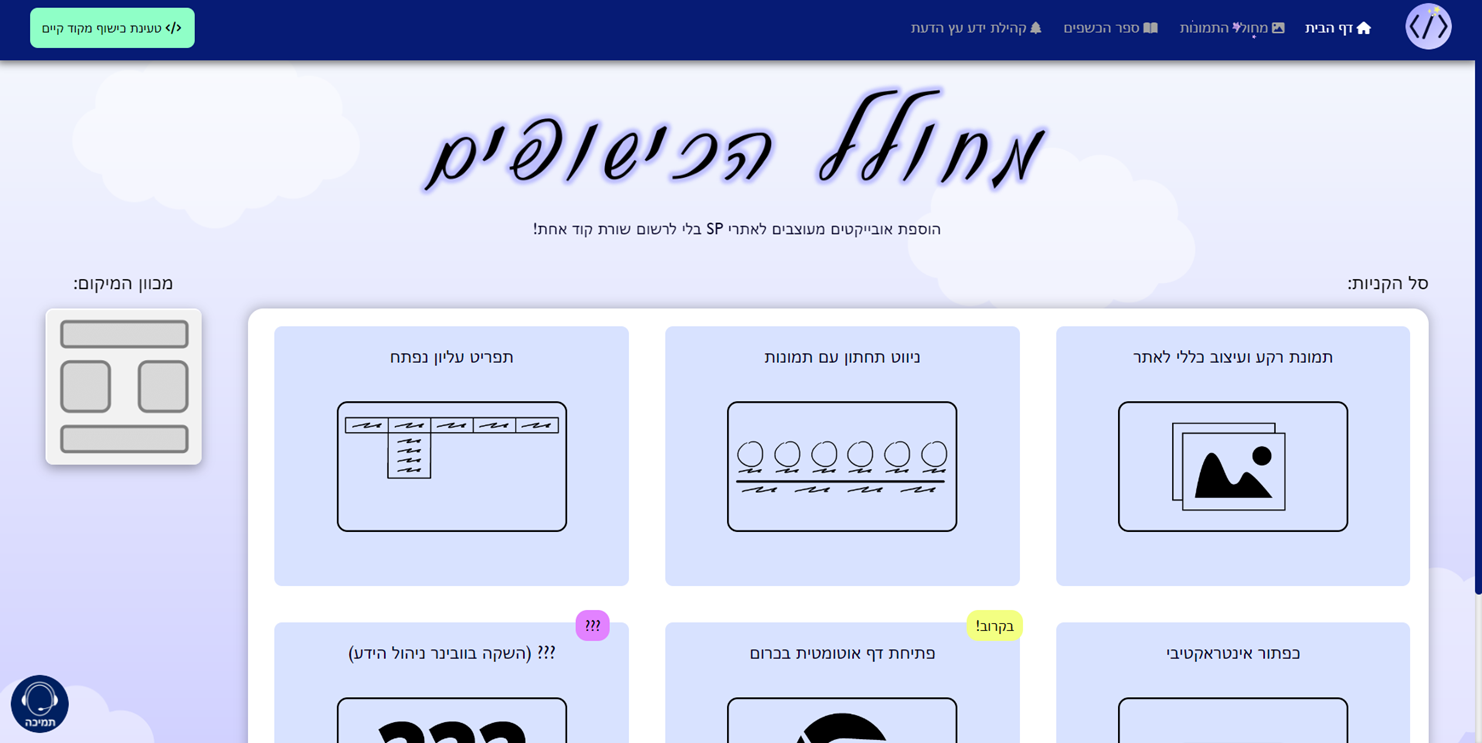 דף הבית
מחולל התמונות
ספר הכשפים
קהילת ידע עץ הדעת
טעינת כישוף מקוד קיים
מחולל הכישופים
הוספת אובייקטים מעוצבים לאתרי SP בלי לרשום שורת קוד אחת!
סל הקניות:
מכוון המיקום:
תמונת רקע ועיצוב כללי לאתר
ניווט תחתון עם תמונות
תפריט עליון נפתח
כפתור אינטראקטיבי
בקרוב!
פתיחת דף אוטומטית בכרום
???
??? (השקה בוובינר ניהול הידע)
???
תמיכה